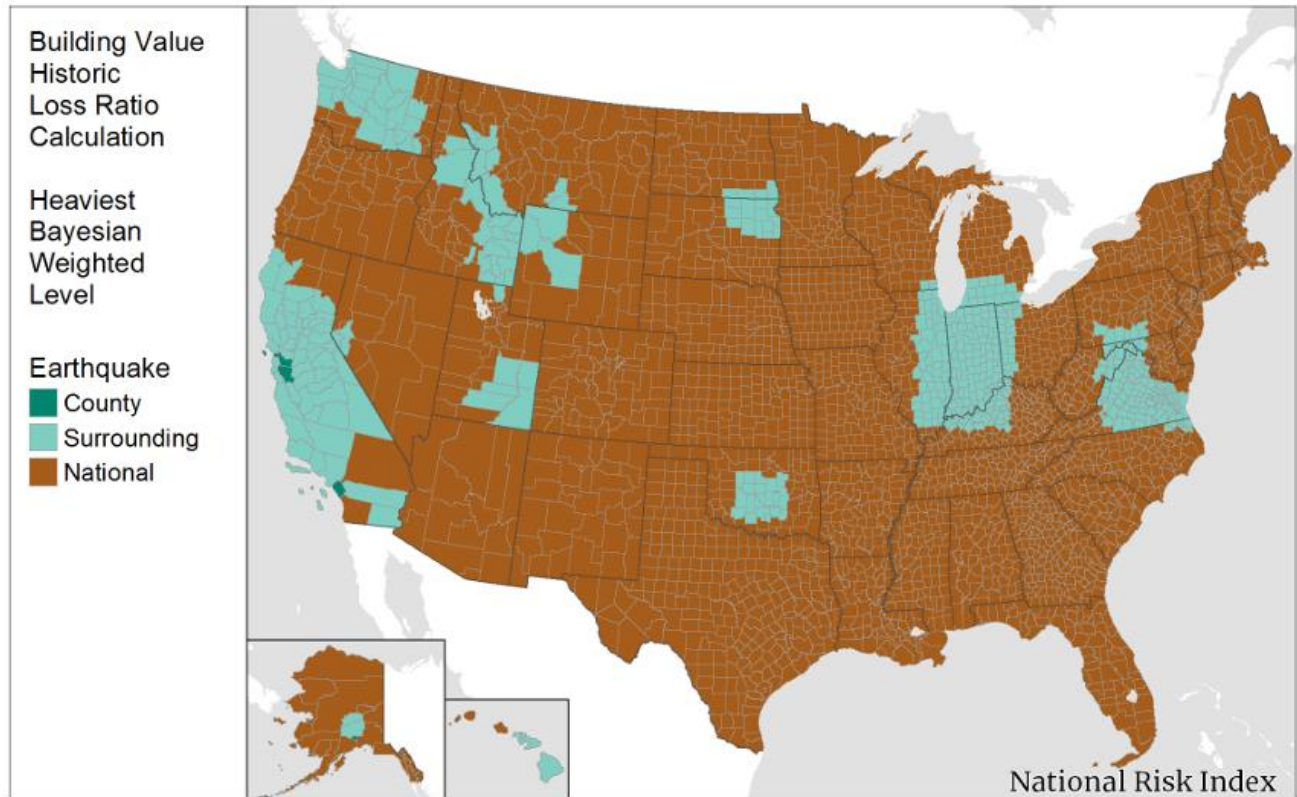 Building Value
Historic
Loss Ratio
Calculation
Heaviest
Bayesian
Weighted
Level
Earthquake
County
Surrounding
National
National Risk Index